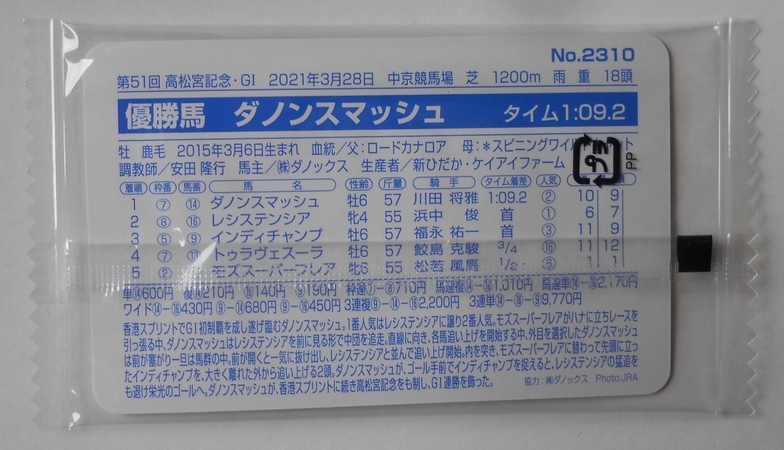 No.2310
第51回 高松宮記念・GI 2021年3月28日 中京競馬場 芝 1200m 雨 重 18頭
優勝馬 ダノンスマッシュ タイム1:09.2
牡 鹿毛 2015年3月6日生まれ 血統/父:ロードカナロア 母:*スピニングワイル
調教師/安田 隆行 馬主/㈱ダノックス 生産者/新ひだか・ケイアイファーム
PP
着順 枠番 馬番 馬名 性齢 斤量 騎手 タイム着差 人気
1 ⑦ ⑭ ダノンスマッシュ 牡6 57 川田 将雅 1:09.2 ② 10 9
2 ⑧ ⑯ レシステンシア 牝4 55 浜中 俊 首 ① 6 7
3 ⑤ ⑨ インディチャンプ 牡6 57 福永 祐一 首 ③ 11 9
4 ⑦ トゥラヴェスーラ 牡6 57 鮫島 克駿 3/4 ⑯ 11 12
5 モズスーパーフレア 牝6 55 松若 風馬 1/2 1 1
単⑭600円 複⑭210円 ⑯140円 ⑨190円 枠連⑦-⑧710円 馬連複⑭-⑯1,010円 馬連単⑭-⑯2,170円
ワイド⑭-⑯430円 ⑨-⑭680円 ⑨-⑯450円 3連複⑨-⑭-⑯2,200円 3連単⑭-⑯-⑨9,770円
香港スプリントでGI初制覇を成し遂げ臨むダノンスマッシュ。1番人気はレシステンシアに譲り2番人気。モズスーパーフレアがハナに立ちレースを
引っ張る中、ダノンスマッシュはレシステンシアを前に見る形で中団を追走。直線に向き、各馬追い上げを開始する中、外目を選択したダノンスマッシュ
は前が塞がり一旦は馬群の中。前が開くと一気に抜け出し、レシステンシアと並んで追い上げ開始。内を突き、モズスーパーフレアに替わって先頭に立っ
たインディチャンプを、大きく離れた外から追い上げる2頭。ダノンスマッシュが、ゴール手前でインディチャンプを捉えると、レシステンシアの猛追を
も退け栄光のゴールへ。ダノンスマッシュが、香港スプリントに続き高松宮記念をも制し、GI連勝を飾った。
協力:㈱ダノックス Photo:JRA